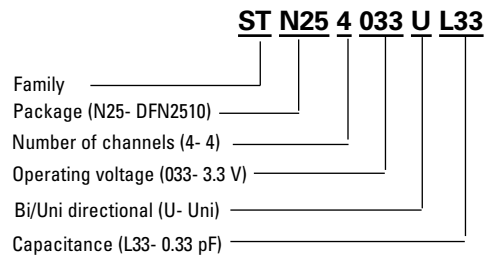 ST N25 4 033 U L33
Family
Package (N25- DFN2510)
Number of channels (4- 4)
Operating voltage (033- 3.3 V)
Bi/Uni directional (U- Uni)
Capacitance (L33- 0.33 pF)